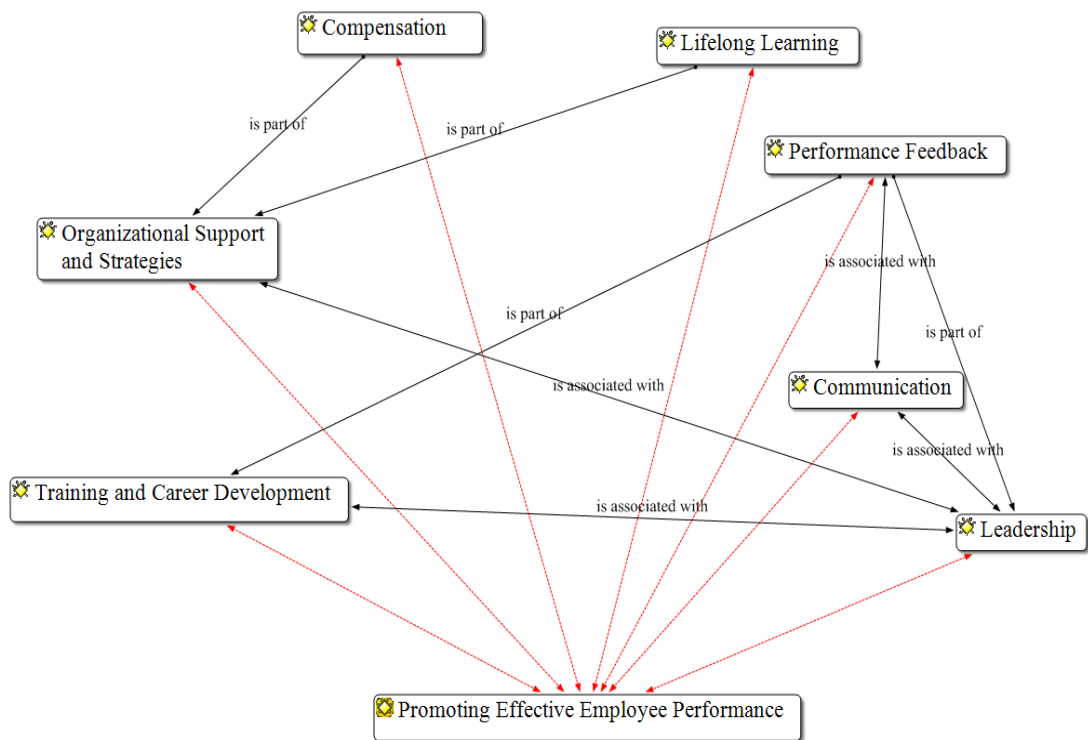 Compensation
Lifelong Learning
is part of
is part of
Performance Feedback
Organizational Support
and Strategies
is associated with
is part of
is part of
is associated with
Communication
is associated with
Training and Career Development
is associated with
Leadership
Promoting Effective Employee Performance